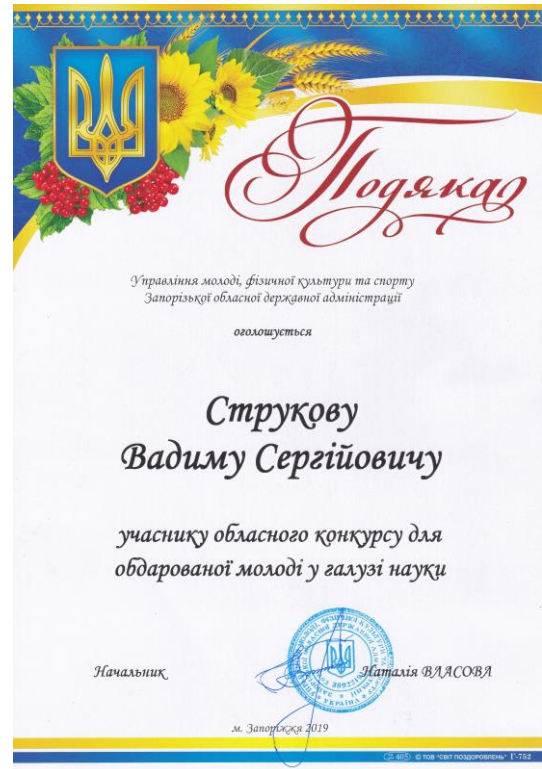 Подяка
Управління молоді, фізичної культури та спорту
Запорізької обласної державної адміністрації
оголошується
Струкову
Вадиму Сергійовичу
учаснику обласного конкурсу для
обдарованої молоді у галузі науки
Начальник
Наталія ВЛАСОВА
УКРАЇНА
м. Запоріжжя 2019
© ТОВ "СВІТ ПОЗДОРОВЛЕНЬ" Г-752